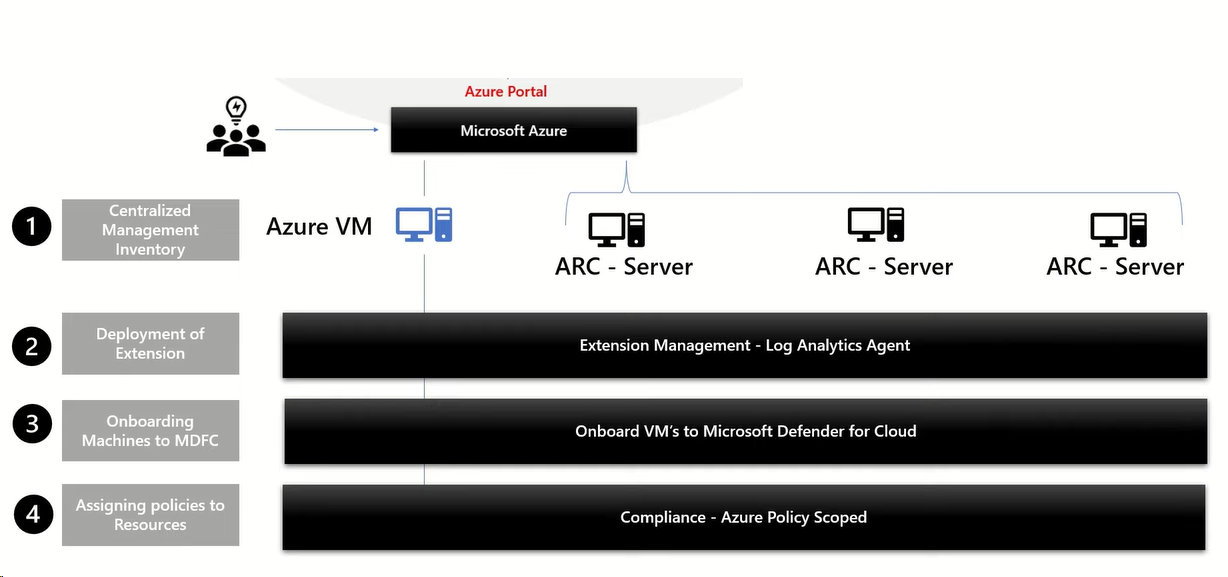 Azure Portal
Microsoft Azure
1
Centralized
Management
Inventory
Azure VM
ARC - Server
ARC - Server
ARC - Server
2
Deployment of
Extension
Extension Management - Log Analytics Agent
3
Onboarding
Machines to MDFC
Onboard VM's to Microsoft Defender for Cloud
4
Assigning policies to
Resources
Compliance - Azure Policy Scoped